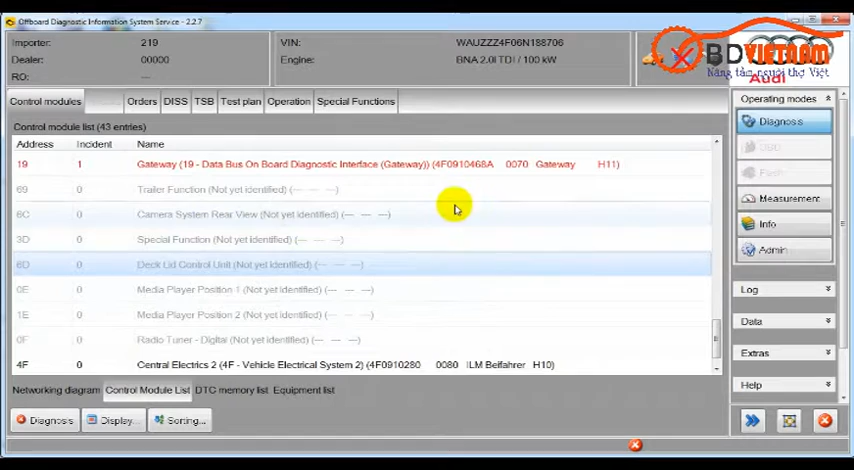 Offboard Diagnostic Information System Service - 2.2.7
Importer: 219
Dealer: 00000
RO: ---
VIN: WAUZZZ4F06N188706
Engine: BNA 2.0l TDI / 100 kW
BDVIETNAM
Nâng tầm người thợ Việt
Audi
Control modules Orders DISS TSB Test plan Operation Special Functions
Control module list (43 entries)
Address Incident Name
19 1 Gateway (19 - Data Bus On Board Diagnostic Interface (Gateway)) (4F0910468A 0070 Gateway H11)
69 0 Trailer Function (Not yet identified) (--- --- ---)
6C 0 Camera System Rear View (Not yet identified) (--- --- ---)
3D 0 Special Function (Not yet identified) (--- --- ---)
6D 0 Deck Lid Control Unit (Not yet identified) (--- --- ---)
0E 0 Media Player Position 1 (Not yet identified) (--- --- ---)
1E 0 Media Player Position 2 (Not yet identified) (--- --- ---)
0F 0 Radio Tuner - Digital (Not yet identified) (--- --- ---)
4F 0 Central Electrics 2 (4F - Vehicle Electrical System 2) (4F0910280 0080 ILM Beifahrer H10)
Networking diagram Control Module List DTC memory list Equipment list
Diagnosis Display... Sorting...
Operating modes
Diagnosis
OBD
Flash
Measurement
Info
Admin
Log
Data
Extras
Help